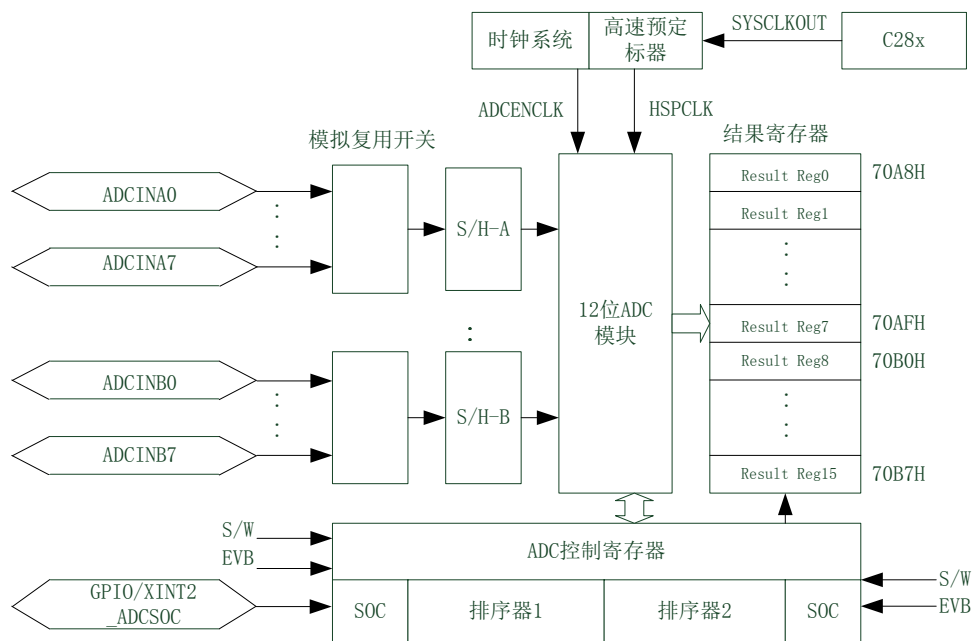 时钟系统
高速预定
标器
SYSCLKOUT
C28x
ADCENCLK
HSPCLK
模拟复用开关
结果寄存器
ADCINA0
ADCINA7
S/H-A
12位ADC
模块
Result Reg0
70A8H
Result Reg1
Result Reg7
70AFH
Result Reg8
70B0H
ADCINB0
ADCINB7
S/H-B
Result Reg15
70B7H
S/W
EVB
ADC控制寄存器
GPIO/XINT2
_ADCSOC
SOC
排序器1
排序器2
SOC
S/W
EVB